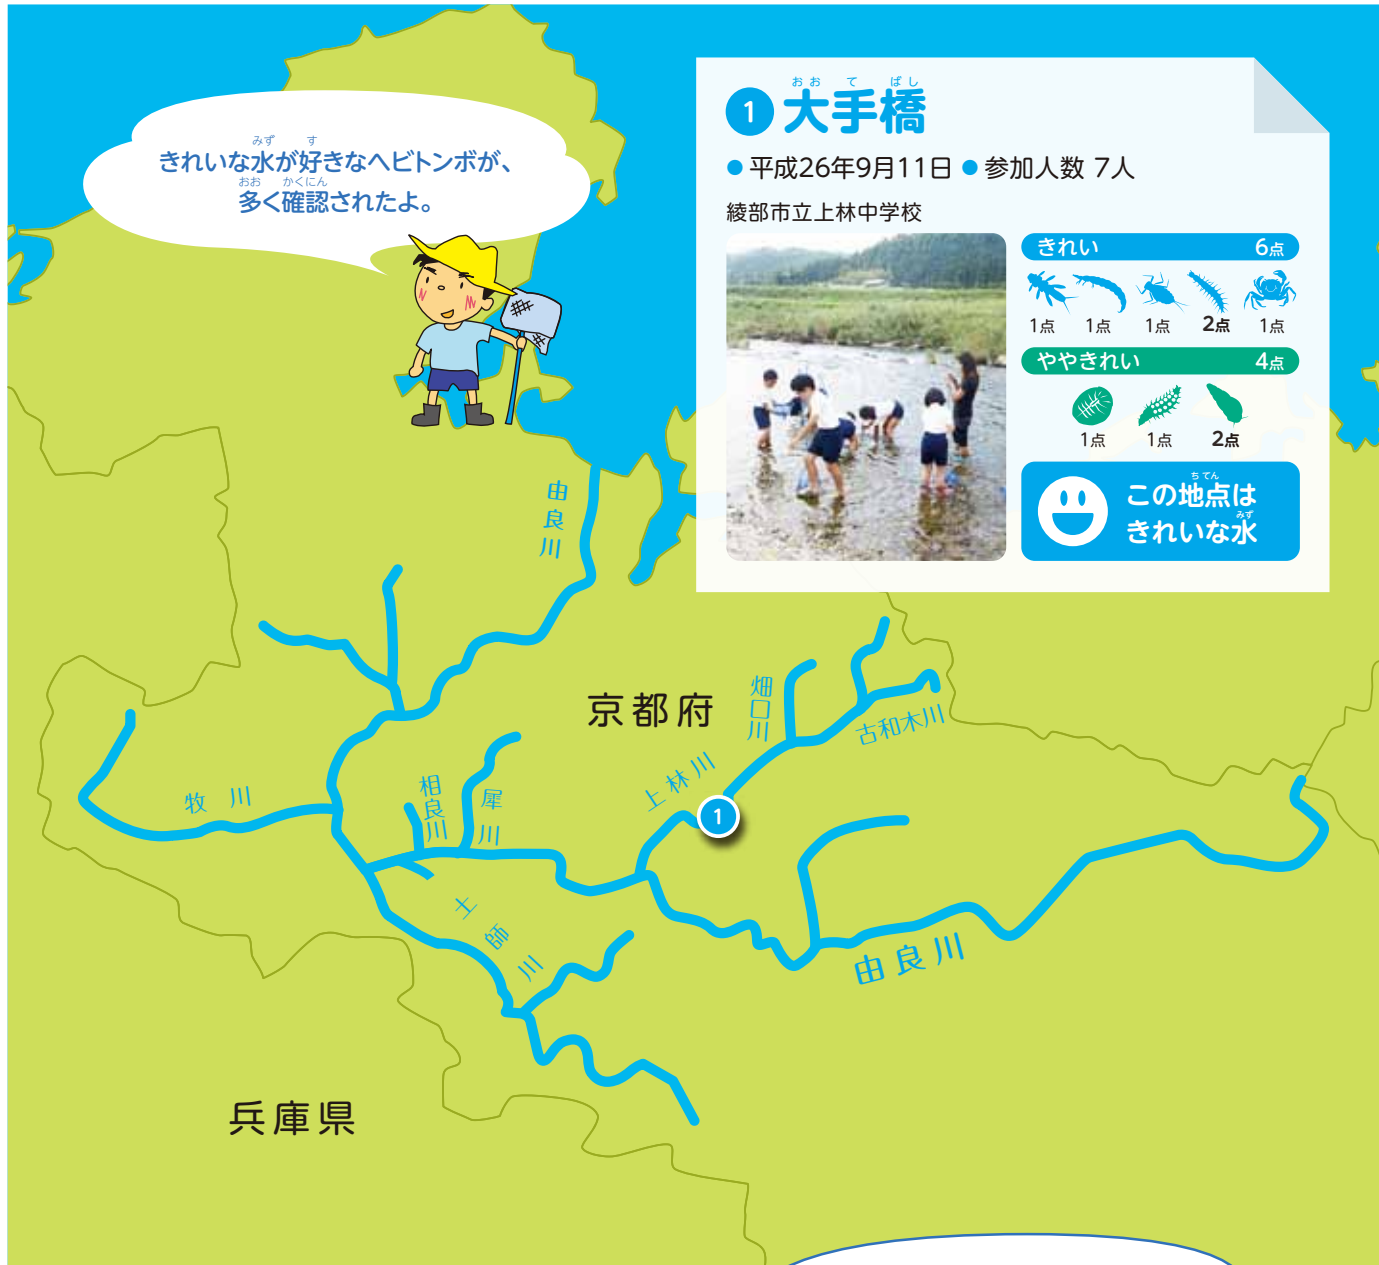 きれいな水が好きなヘビトンボが、
多く確認されたよ。
1 大手橋
● 平成26年9月11日 ● 参加人数 7人
綾部市立上林中学校
きれい 6点
1点 1点 1点 2点 1点
ややきれい 4点
1点 1点 2点
この地点は
きれいな水
由良川
京都府
畑口川
古和木川
上林川
1
牧川
相良川
犀川
土師川
由良川
兵庫県